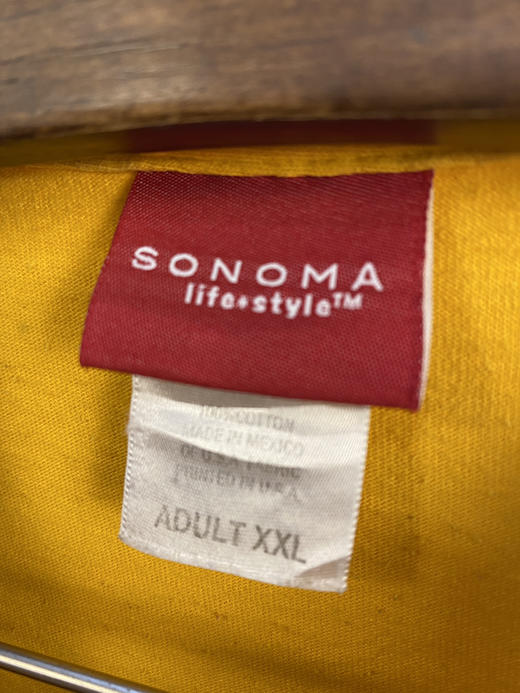 SONOMA
life+style™
100% COTTON
MADE IN MEXICO
OF U.S.A. FABRIC
PRINTED IN U.S.A.
ADULT XXL